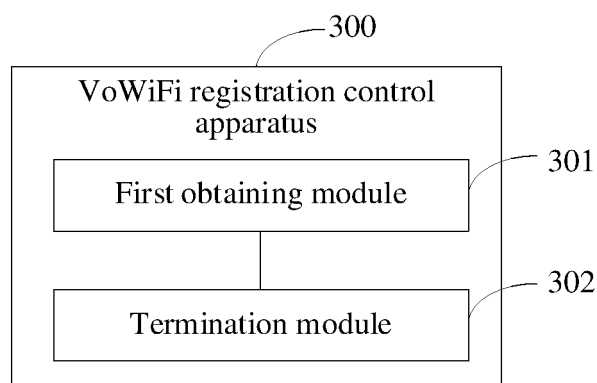 300
VoWiFi registration control
apparatus
301
First obtaining module
302
Termination module